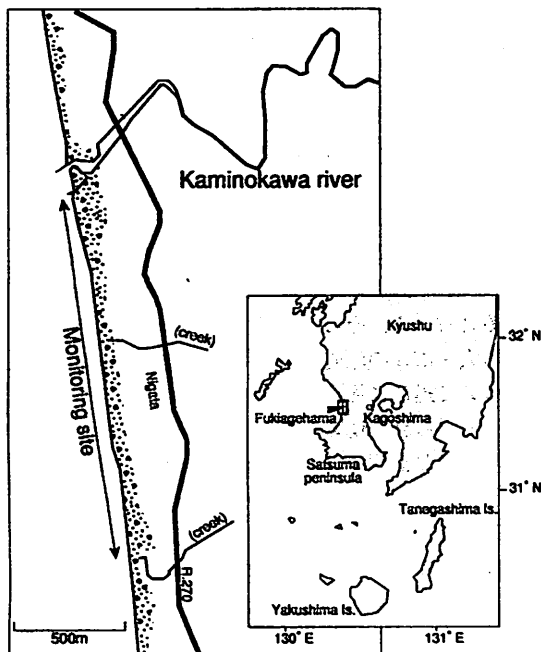 Kaminokawa river
Monitoring site
(creek)
Nigata
(creek)
R.270
500m
Kyushu
32° N
Fukiagehama
Kagoshima
Satsuma
peninsula
31° N
Tanegashima Is.
Yakushima Is.
130° E
131° E